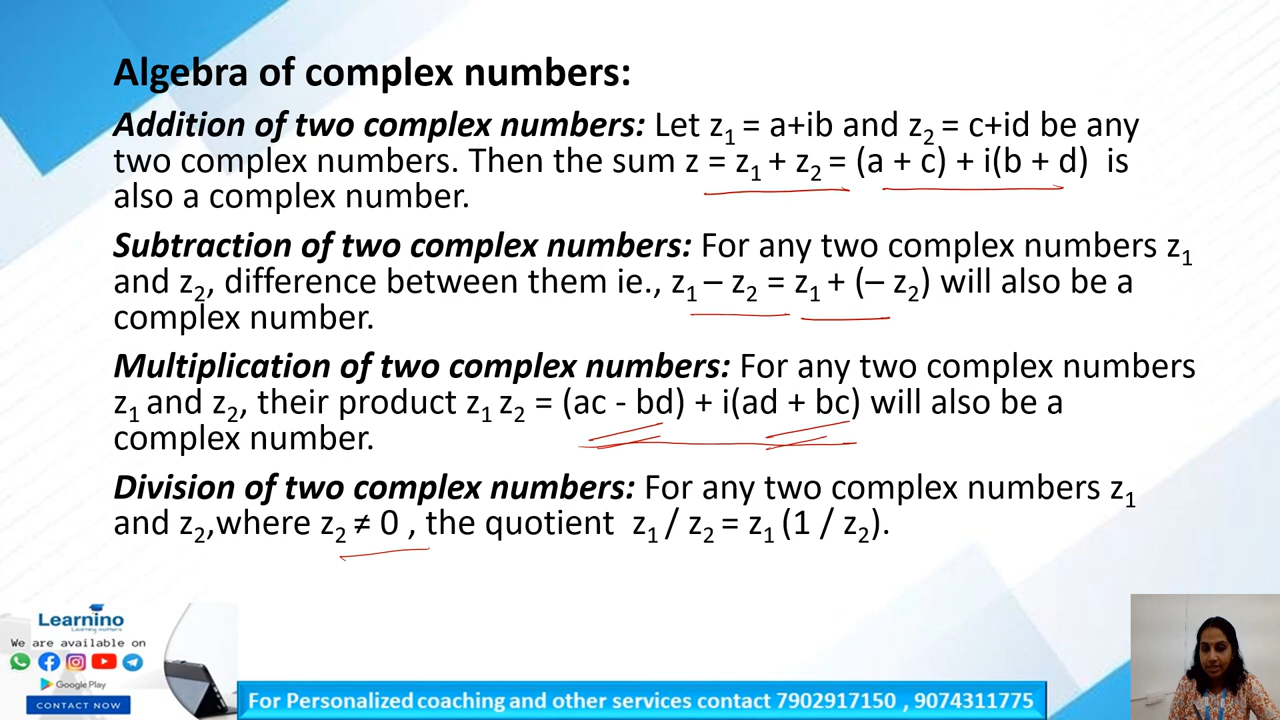 Algebra of complex numbers:
Addition of two complex numbers: Let z₁ = a+ib and z₂ = c+id be any
two complex numbers. Then the sum z = z₁ + z₂ = (a + c) + i(b + d) is
also a complex number.
Subtraction of two complex numbers: For any two complex numbers z₁
and z₂, difference between them ie., z₁ – z₂ = z₁ + (– z₂) will also be a
complex number.
Multiplication of two complex numbers: For any two complex numbers
z₁ and z₂, their product z₁ z₂ = (ac - bd) + i(ad + bc) will also be a
complex number.
Division of two complex numbers: For any two complex numbers z₁
and z₂,where z₂ ≠ 0 , the quotient z₁ / z₂ = z₁ (1 / z₂).
Learnino
Learning matters
We are available on
Google Play
CONTACT NOW
For Personalized coaching and other services contact 7902917150 , 9074311775